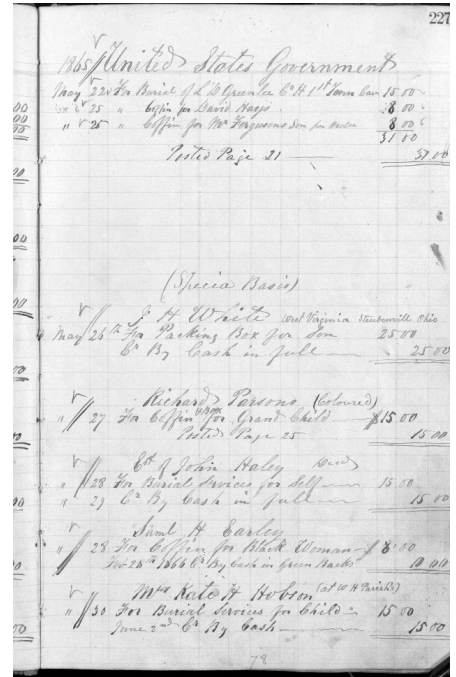 227
1865 United States Government
May 22 For Burial of L. D. Greenlee Co H 1st Tenn Cav 15.00
" 25 " Coffin for David Hays 8 00
" 25 " Coffin for Mr Fergusons Son per Order 8 00
31 00
Posted Page 21 31 00
(Specia Basis)
J H White West Virginia Steubenvill Ohio
May 26th For Packing Box for Son 25 00
Cr By Cash in full 25 00
Richard Parsons (Coloured)
" 27 For Coffin & Box for Grand Child $15 00
Posted Page 25 15 00
Est of John Haley Decd
" 28 For Burial Services for Self 15 00
" 29 Cr By Cash in full 15 00
Saml H Earley
" 28 For Coffin for Black Woman $ 8 00
28th 1866 Cr By Cash in Green Backs 10 00
Mrs Kate H Hobson (at W H Parish's)
" 30 For Burial Services for Child 15 00
June 2nd Cr By Cash 15 00
78